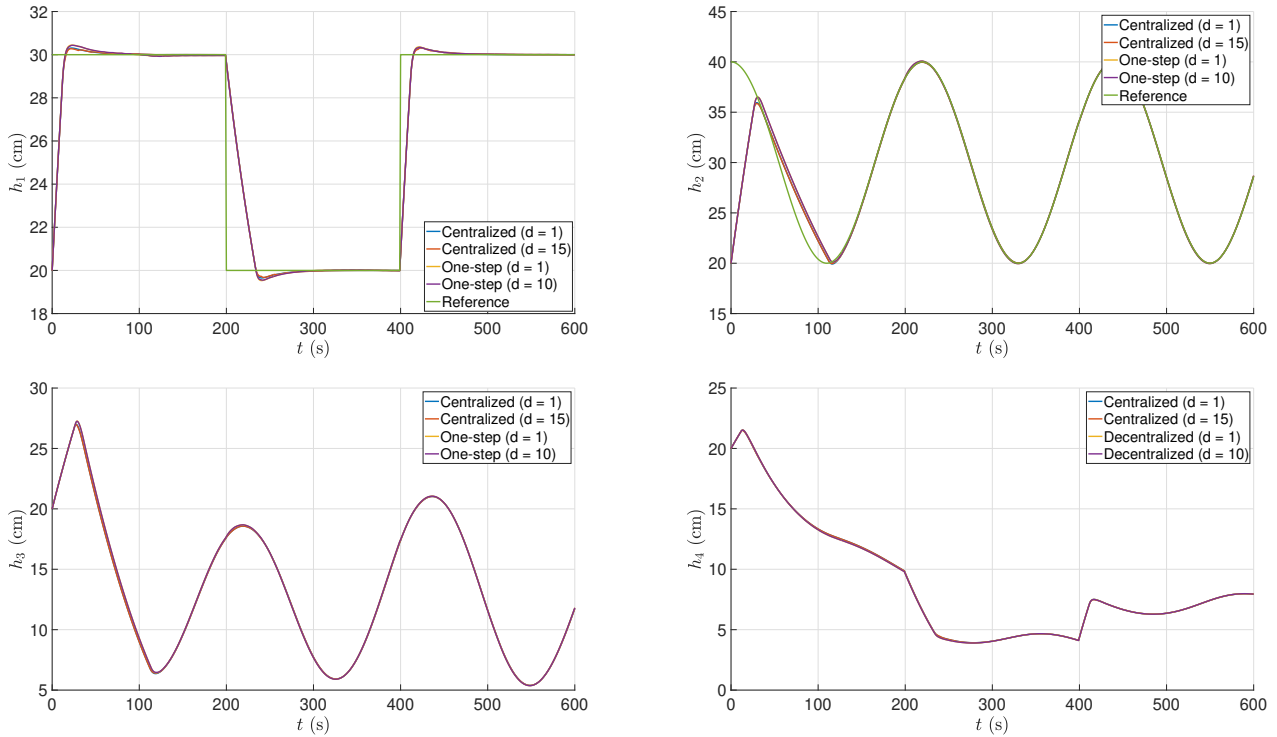 32
30
28
26
24
22
20
18
h1 (cm)
0 100 200 300 400 500 600
t (s)
Centralized (d = 1)
Centralized (d = 15)
One-step (d = 1)
One-step (d = 10)
Reference
45
40
35
30
25
20
15
h2 (cm)
0 100 200 300 400 500 600
t (s)
Centralized (d = 1)
Centralized (d = 15)
One-step (d = 1)
One-step (d = 10)
Reference
30
25
20
15
10
5
h3 (cm)
0 100 200 300 400 500 600
t (s)
Centralized (d = 1)
Centralized (d = 15)
One-step (d = 1)
One-step (d = 10)
25
20
15
10
5
0
h4 (cm)
0 100 200 300 400 500 600
t (s)
Centralized (d = 1)
Centralized (d = 15)
Decentralized (d = 1)
Decentralized (d = 10)